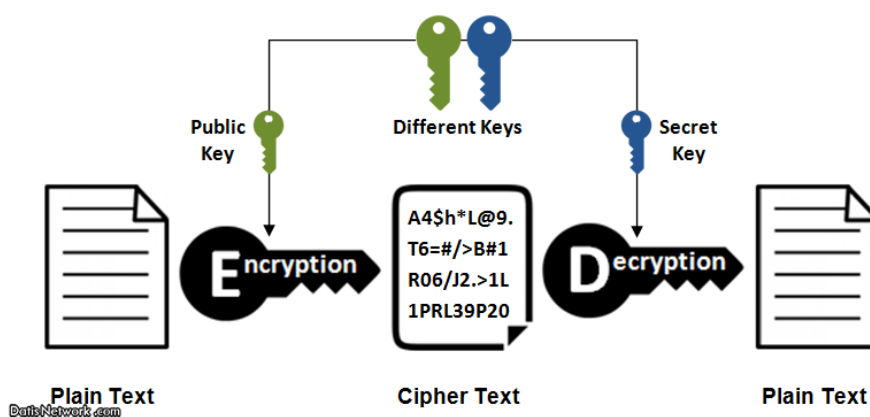 Public
Key
Different Keys
Secret
Key
Encryption
A4$h*L@9.
T6=#/>B#1
R06/J2.>1L
1PRL39P20
Decryption
Plain Text
Cipher Text
Plain Text
DatisNetwork.com